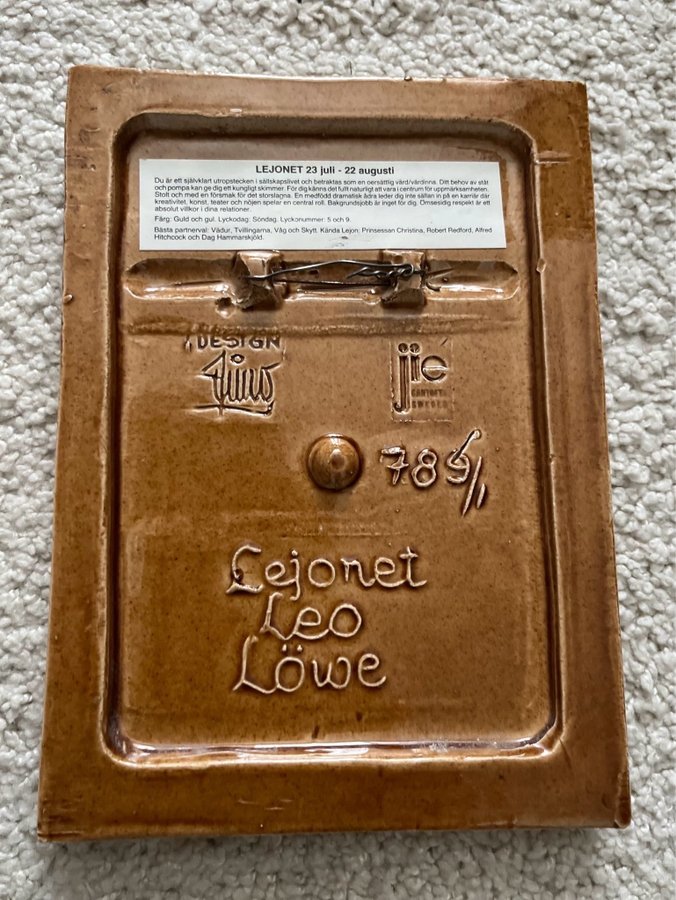 LEJONET 23 juli - 22 augusti
Du är ett självklart utropstecken i sällskapslivet och betraktas som en oersättlig värd/värdinna. Ditt behov av ståt
och pompa kan ge dig ett kungligt skimmer. För dig känns det fullt naturligt att vara i centrum för uppmärksamheten.
Stolt och med en försmak för det storslagna. En medfödd dramatisk ådra leder dig inte sällan in på en karriär där
kreativitet, konst, teater och nöjen spelar en central roll. Bakgrundsjobb är inget för dig. Ömsesidig respekt är ett
absolut villkor i dina relationer.
Färg: Guld och gul. Lyckodag: Söndag. Lyckonummer: 5 och 9.
Bästa partnerval: Vädur, Tvillingarna, Våg och Skytt. Kända Lejon: Prinsessan Christina, Robert Redford, Alfred
Hitchcock och Dag Hammarskjöld.
DESIGN
jie
GANTOFTA
SWEDEN
789
Lejonet
Leo
Löwe